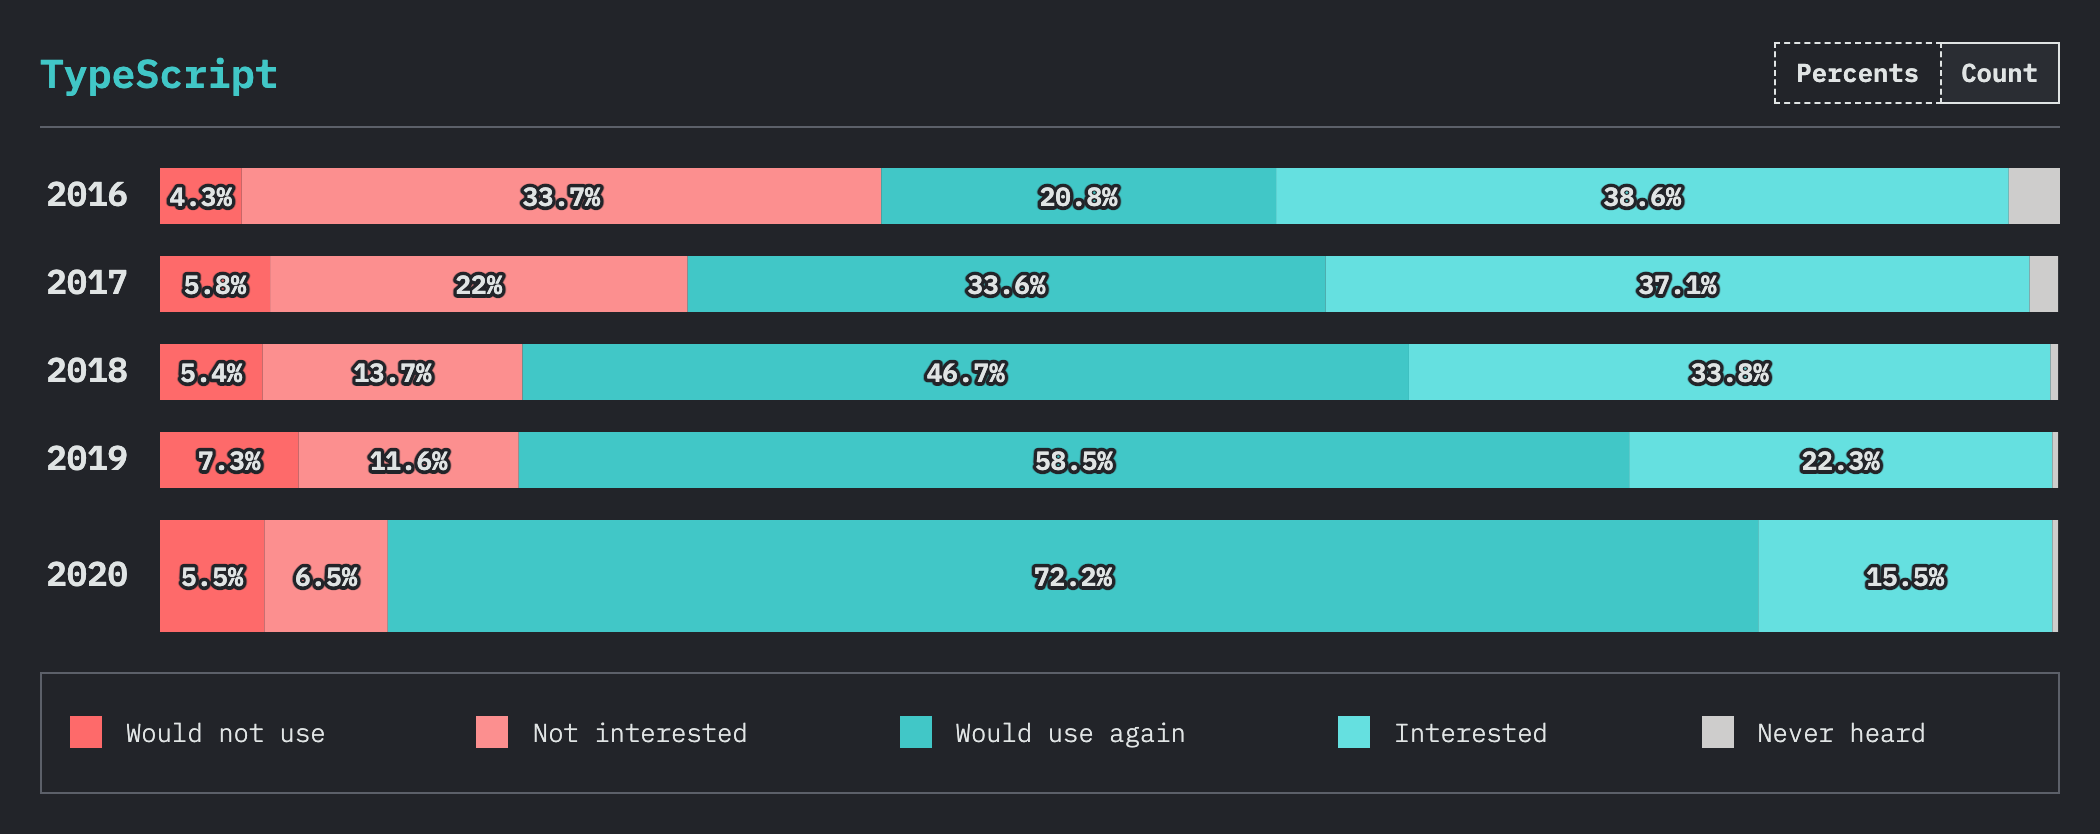 TypeScript Percents Count
2016 4.3% 33.7% 20.8% 38.6%
2017 5.8% 22% 33.6% 37.1%
2018 5.4% 13.7% 46.7% 33.8%
2019 7.3% 11.6% 58.5% 22.3%
2020 5.5% 6.5% 72.2% 15.5%
Would not use Not interested Would use again Interested Never heard